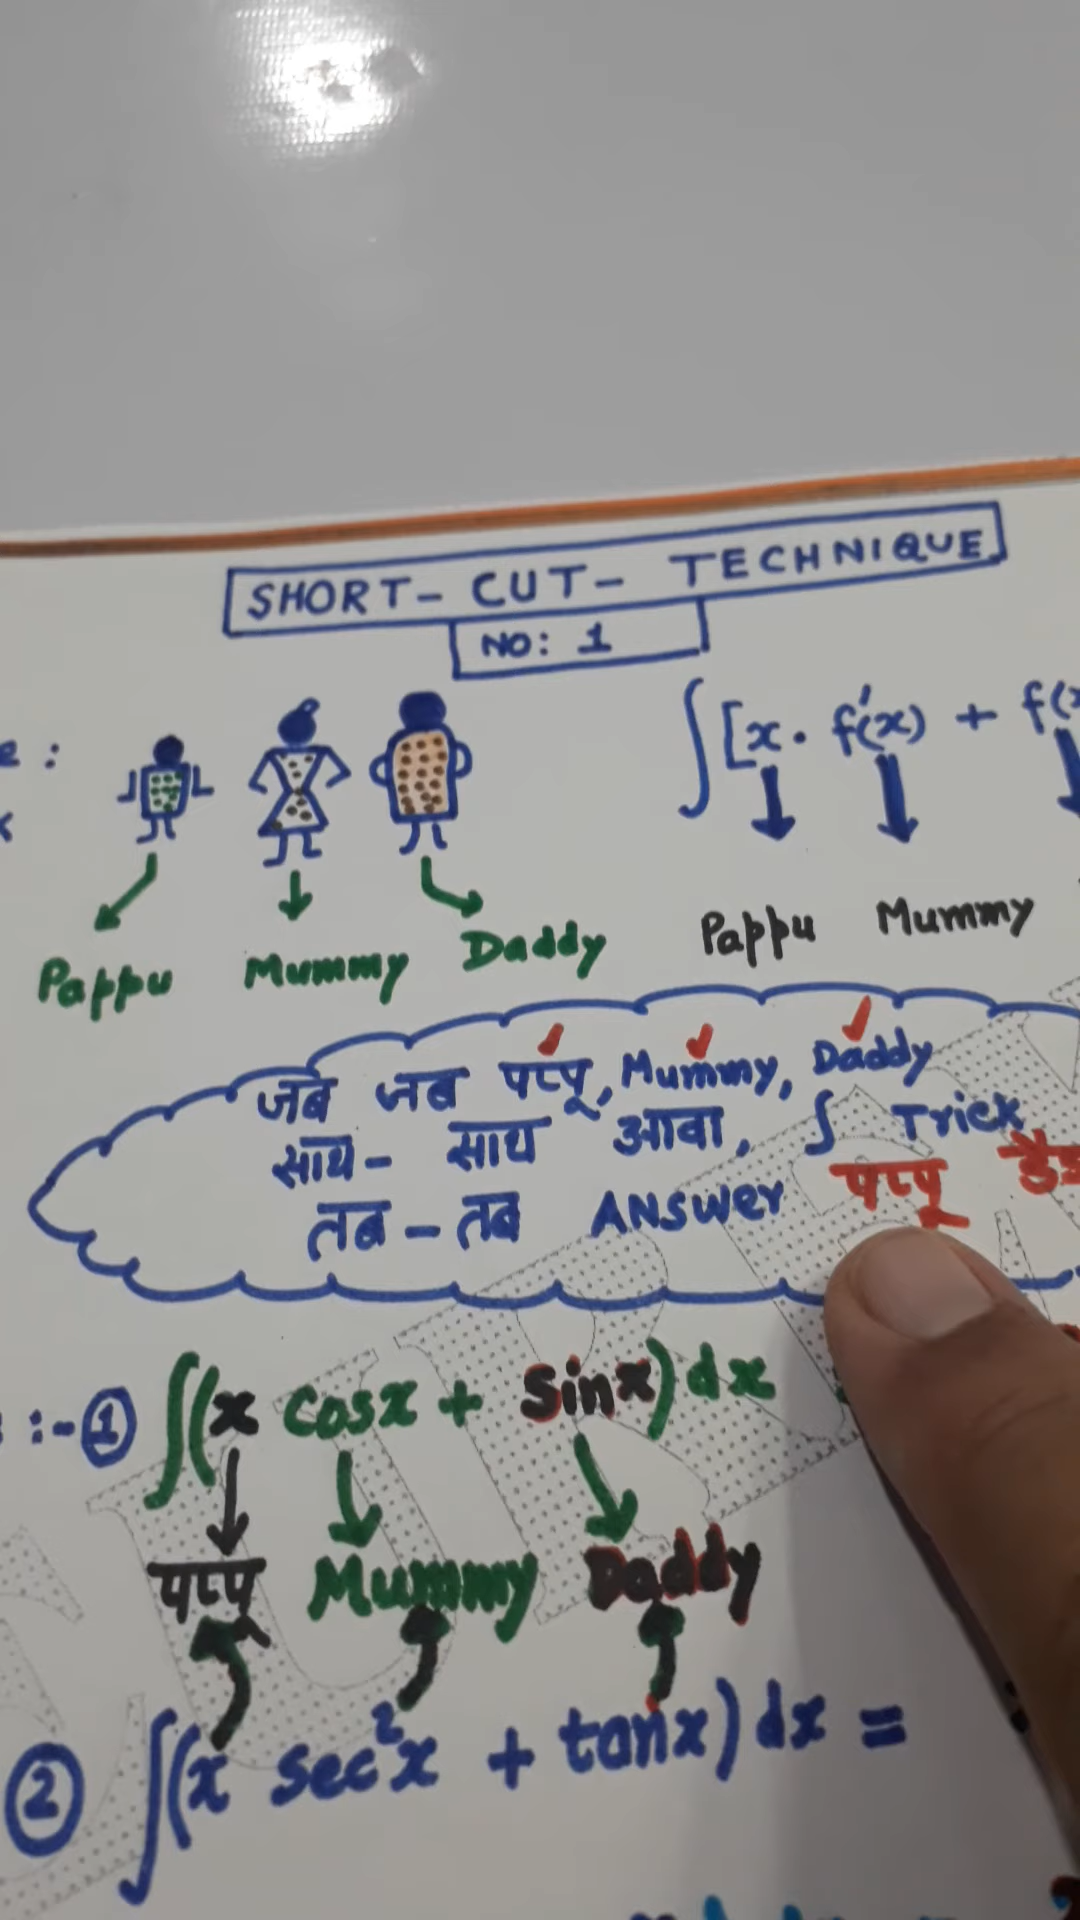 SHORT- CUT- TECHNIQUE
NO: 1
∫[x. f'(x) + f(
Pappu Mummy Daddy
Pappu Mummy
जब जब पप्पू, Mummy, Daddy
साथ- साथ आवा, ∫ Trick
तब-तब ANSWER पप्पू
:-① ∫(x cosx + sinx)dx
पप्पू Mummy Daddy
② ∫(x sec²x + tanx)dx =